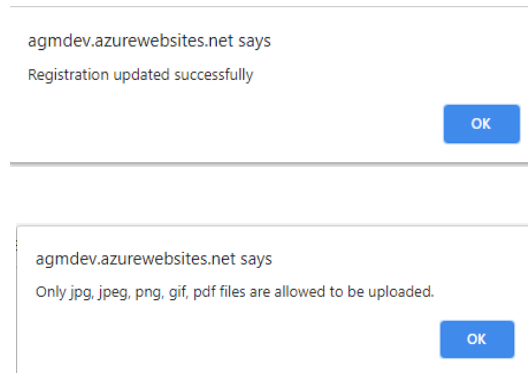 agmdev.azurewebsites.net says
Registration updated successfully
OK
agmdev.azurewebsites.net says
Only jpg, jpeg, png, gif, pdf files are allowed to be uploaded.
OK